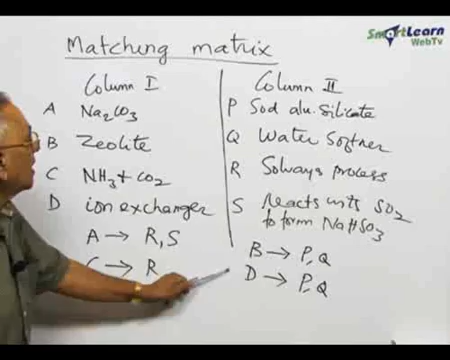 SmartLearn
WebTv
Matching matrix
Column I
A Na2CO3
B Zeolite
C NH3 + CO2
D ion exchanger
A → R, S
C → R
Column II
P Sod alu. Silicate
Q Water Softner
R Solvays process
S Reacts with SO2
to form NaHSO3
B → P, Q
D → P, Q